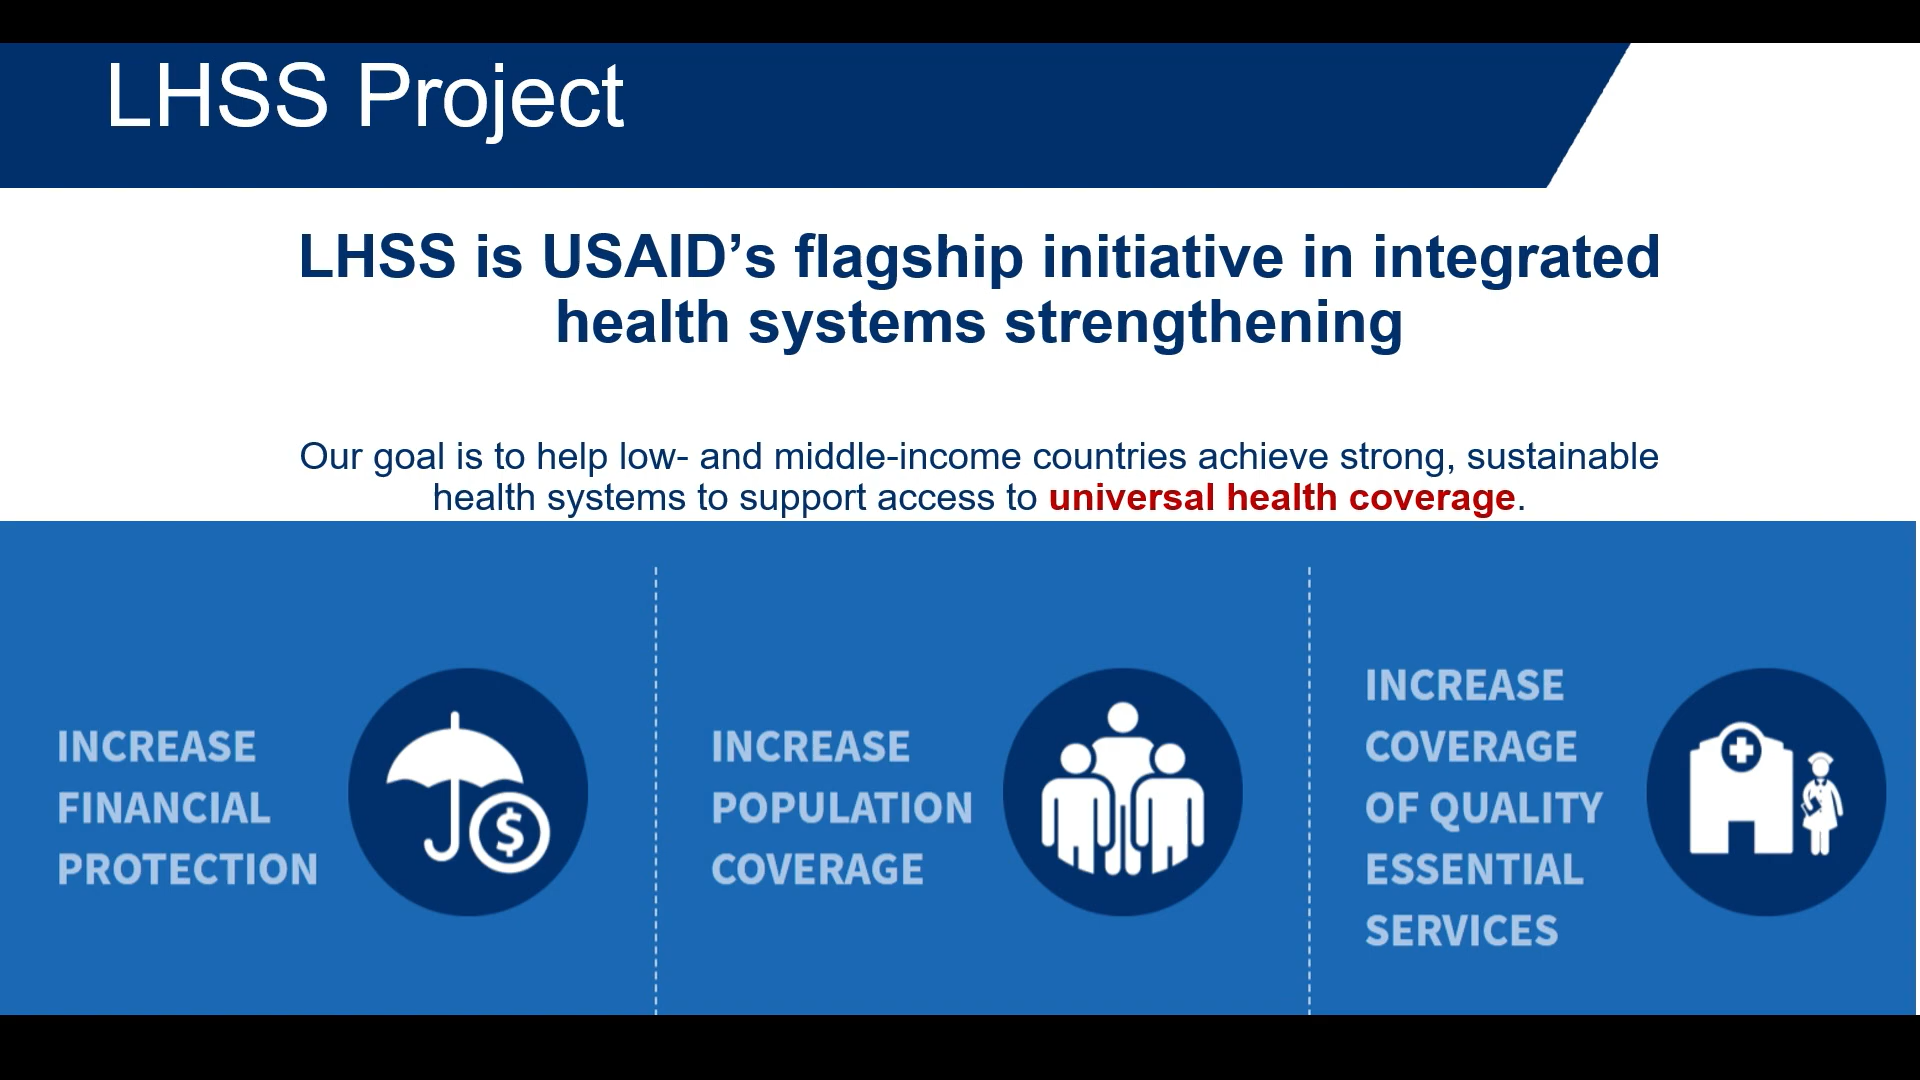 LHSS Project
LHSS is USAID’s flagship initiative in integrated
health systems strengthening
Our goal is to help low- and middle-income countries achieve strong, sustainable
health systems to support access to universal health coverage.
INCREASE
FINANCIAL
PROTECTION
$
INCREASE
POPULATION
COVERAGE
INCREASE
COVERAGE
OF QUALITY
ESSENTIAL
SERVICES